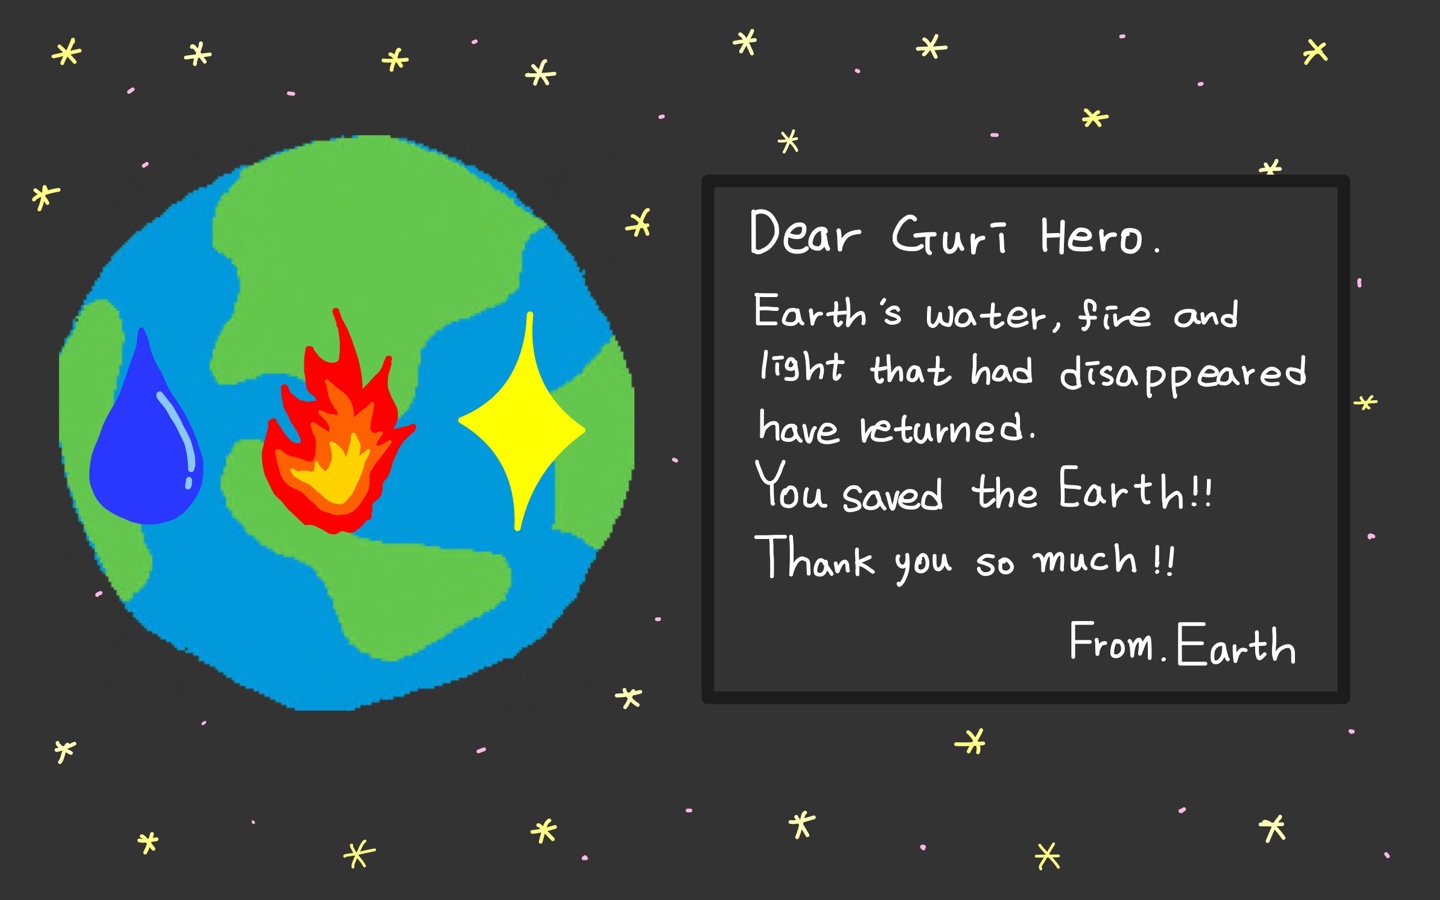 Dear Guri Hero.
Earth's water, fire and
light that had disappeared
have returned.
You saved the Earth!!
Thank you so much!!
From. Earth